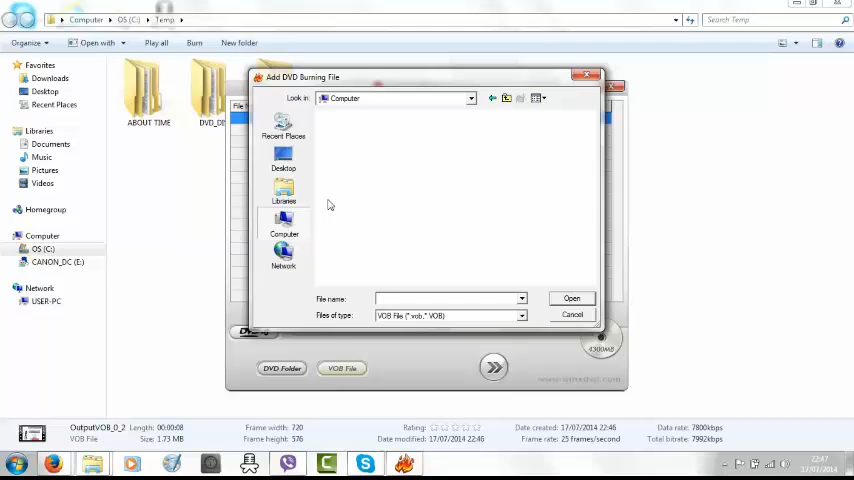 Computer ▸ OS (C:) ▸ Temp ▸
Search Temp
Organize ▾ Open with ▾ Play all Burn New folder
Favorites
Downloads
Desktop
Recent Places
Libraries
Documents
Music
Pictures
Videos
Homegroup
Computer
OS (C:)
CANON_DC (E:)
Network
USER-PC
ABOUT TIME
Add DVD Burning File
Look in: Computer
Recent Places
Desktop
Libraries
Computer
Network
File name:
Open
Files of type: VOB File (*.vob,*.VOB)
Cancel
4300MB
DVD Folder
VOB File
OutputVOB_0_2 Length: 00:00:08 Frame width: 720 Rating: Date created: 17/07/2014 22:46 Data rate: 7800kbps
VOB File Size: 1.73 MB Frame height: 576 Date modified: 17/07/2014 22:46 Frame rate: 25 frames/second Total bitrate: 7992kbps
22:47
17/07/2014